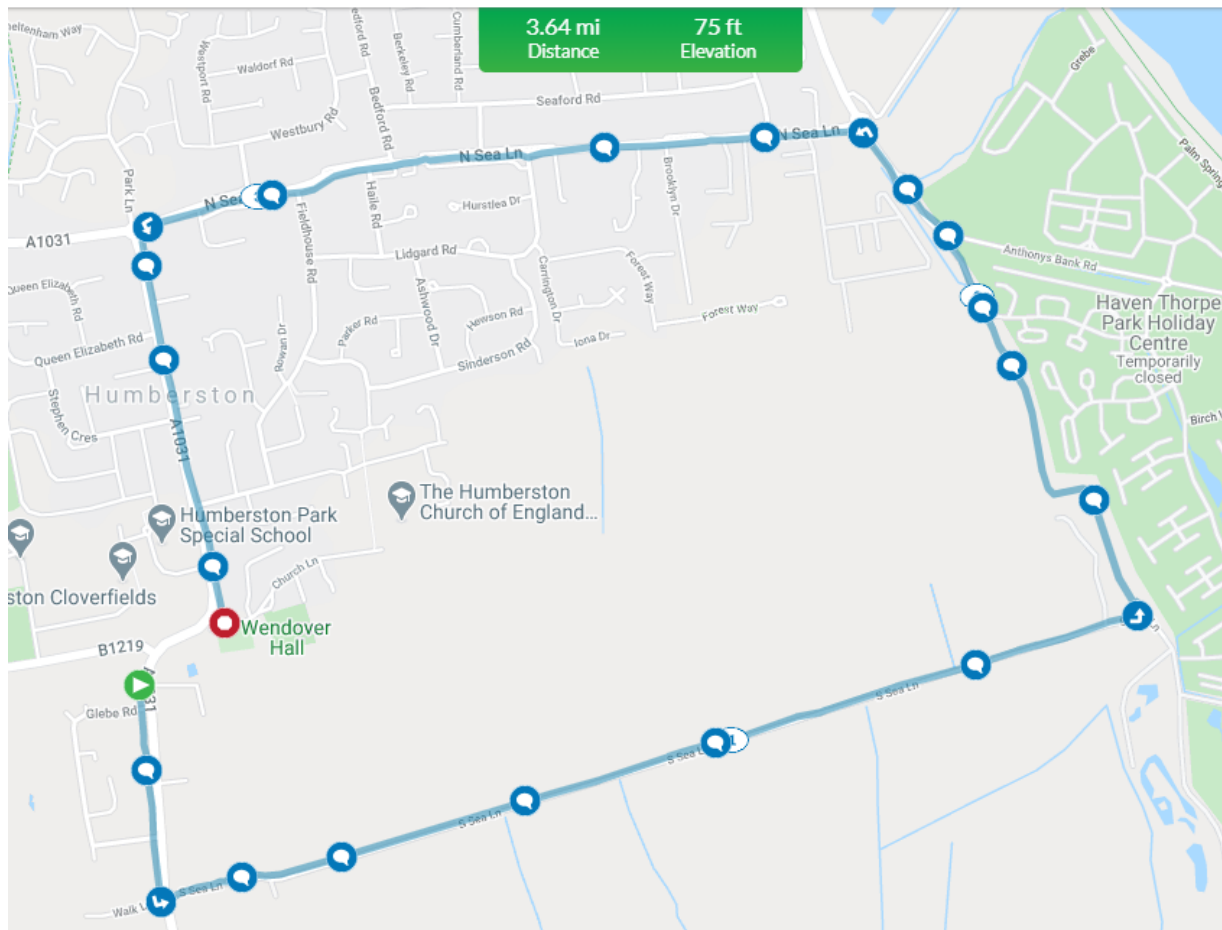 3.64 mi
Distance
75 ft
Elevation
Westport Rd
Waldorf Rd
Berkeley Rd
Cumberland Rd
Bedford Rd
Grebe
Westbury Rd
Seaford Rd
N Sea Ln
N Sea Ln
Palm Spring
Park Ln
N Se
A1031
Haile Rd
Fieldhouse Rd
Hurstlea Dr
Brooklyn Dr
Lidgard Rd
Carrington Dr
Forest Way
Anthonys Bank Rd
Queen Elizabeth Rd
Ashwood Dr
Hewson Rd
Parker Rd
Rowan Dr
Sinderson Rd
Iona Dr
Forest Way
Haven Thorpe
Park Holiday
Centre
Temporarily
closed
Queen Elizabeth Rd
Humberston
Stephen Cres
A1031
Birch
The Humberston
Church of England...
Humberston Park
Special School
Church Ln
ston Cloverfields
Wendover
Hall
B1219
Glebe Rd
S Sea Ln
1
S Sea
S Sea Ln
S Sea Ln
Walk